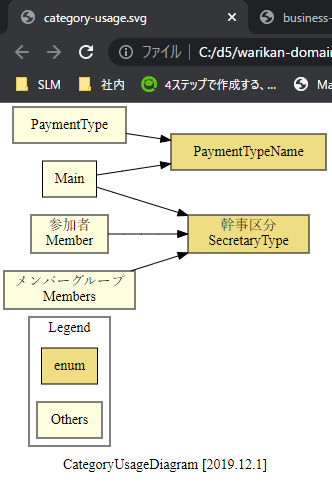 category-usage.svg
business-
ファイル
C:/d5/warikan-domain
SLM
社内
4ステップで作成する、...
Ma
PaymentType
PaymentTypeName
Main
参加者
Member
幹事区分
SecretaryType
メンバーグループ
Members
Legend
enum
Others
CategoryUsageDiagram [2019.12.1]